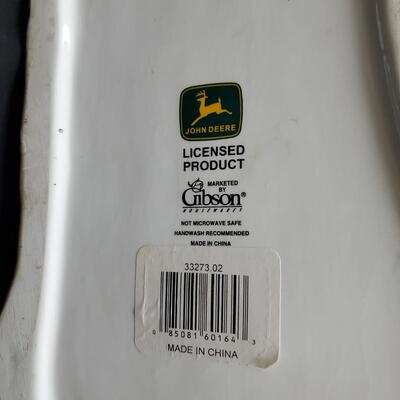 JOHN DEERE
LICENSED
PRODUCT
MARKETED
BY
Gibson®
HOUSEWARES
NOT MICROWAVE SAFE
HANDWASH RECOMMENDED
MADE IN CHINA
33273.02
0 85081 60164 3
MADE IN CHINA